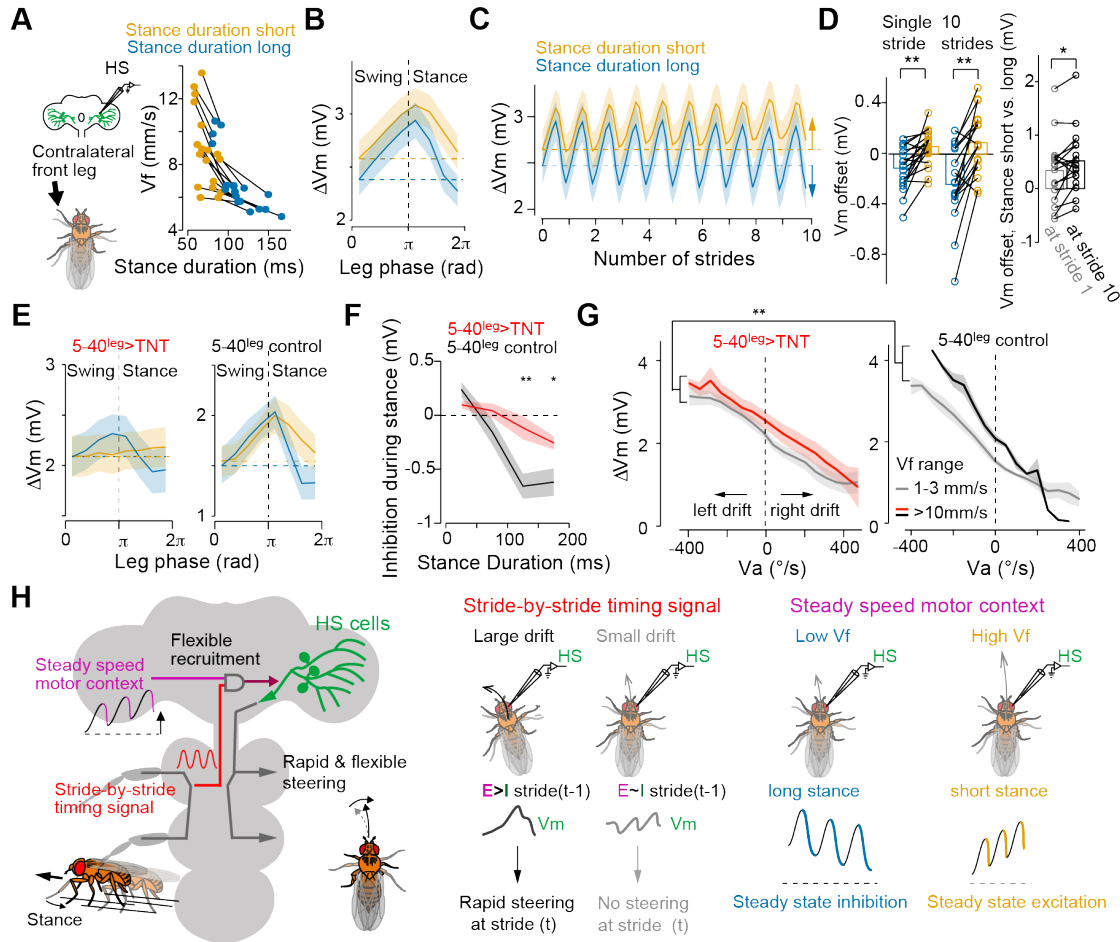 A
Stance duration short
Stance duration long
HS
Contralateral
front leg
Vf (mm/s)
12
8
4
50
100
150
Stance duration (ms)
B
Swing
Stance
ΔVm (mV)
3
2
0
π
2π
Leg phase (rad)
C
Stance duration short
Stance duration long
ΔVm (mV)
3
2
0
2
4
6
8
10
Number of strides
D
Single
stride
10
strides
**
**
Vm offset (mV)
0.4
0
-0.4
-0.8
Vm offset, Stance short vs. long (mV)
*
2
1
0
-1
at stride 1
at stride 10
E
5-40leg>TNT
Swing
Stance
5-40leg control
Swing
Stance
ΔVm (mV)
3
2
1
2
1
0
π
2π
0
π
2π
Leg phase (rad)
F
5-40leg>TNT
5-40leg control
Inhibition during stance (mV)
0.5
0
-0.5
-1
**
*
0
100
200
Stance Duration (ms)
G
**
5-40leg>TNT
5-40leg control
ΔVm (mV)
4
2
0
left drift
right drift
-400
0
400
Va (°/s)
4
2
0
Vf range
1-3 mm/s
>10mm/s
-400
0
400
Va (°/s)
H
HS cells
Flexible
recruitment
Steady speed
motor context
Stride-by-stride
timing signal
Rapid & flexible
steering
Stance
Stride-by-stride timing signal
Large drift
Small drift
HS
HS
E>I stride(t-1)
E~I stride(t-1)
Vm
Vm
Rapid steering
at stride (t)
No steering
at stride (t)
Steady speed motor context
Low Vf
High Vf
HS
HS
long stance
short stance
Steady state inhibition
Steady state excitation